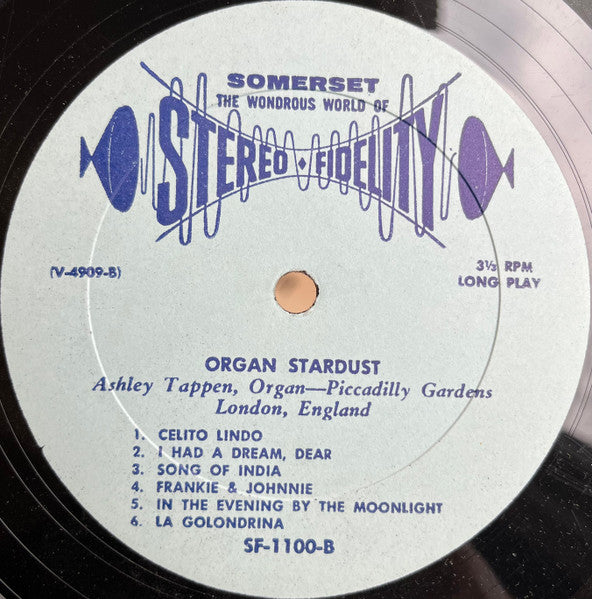 SOMERSET
THE WONDROUS WORLD OF
STEREO • FIDELITY
(V-4909-B)
3⅓ RPM
LONG PLAY
ORGAN STARDUST
Ashley Tappen, Organ—Piccadilly Gardens
London, England
1. CELITO LINDO
2. I HAD A DREAM, DEAR
3. SONG OF INDIA
4. FRANKIE & JOHNNIE
5. IN THE EVENING BY THE MOONLIGHT
6. LA GOLONDRINA
SF-1100-B